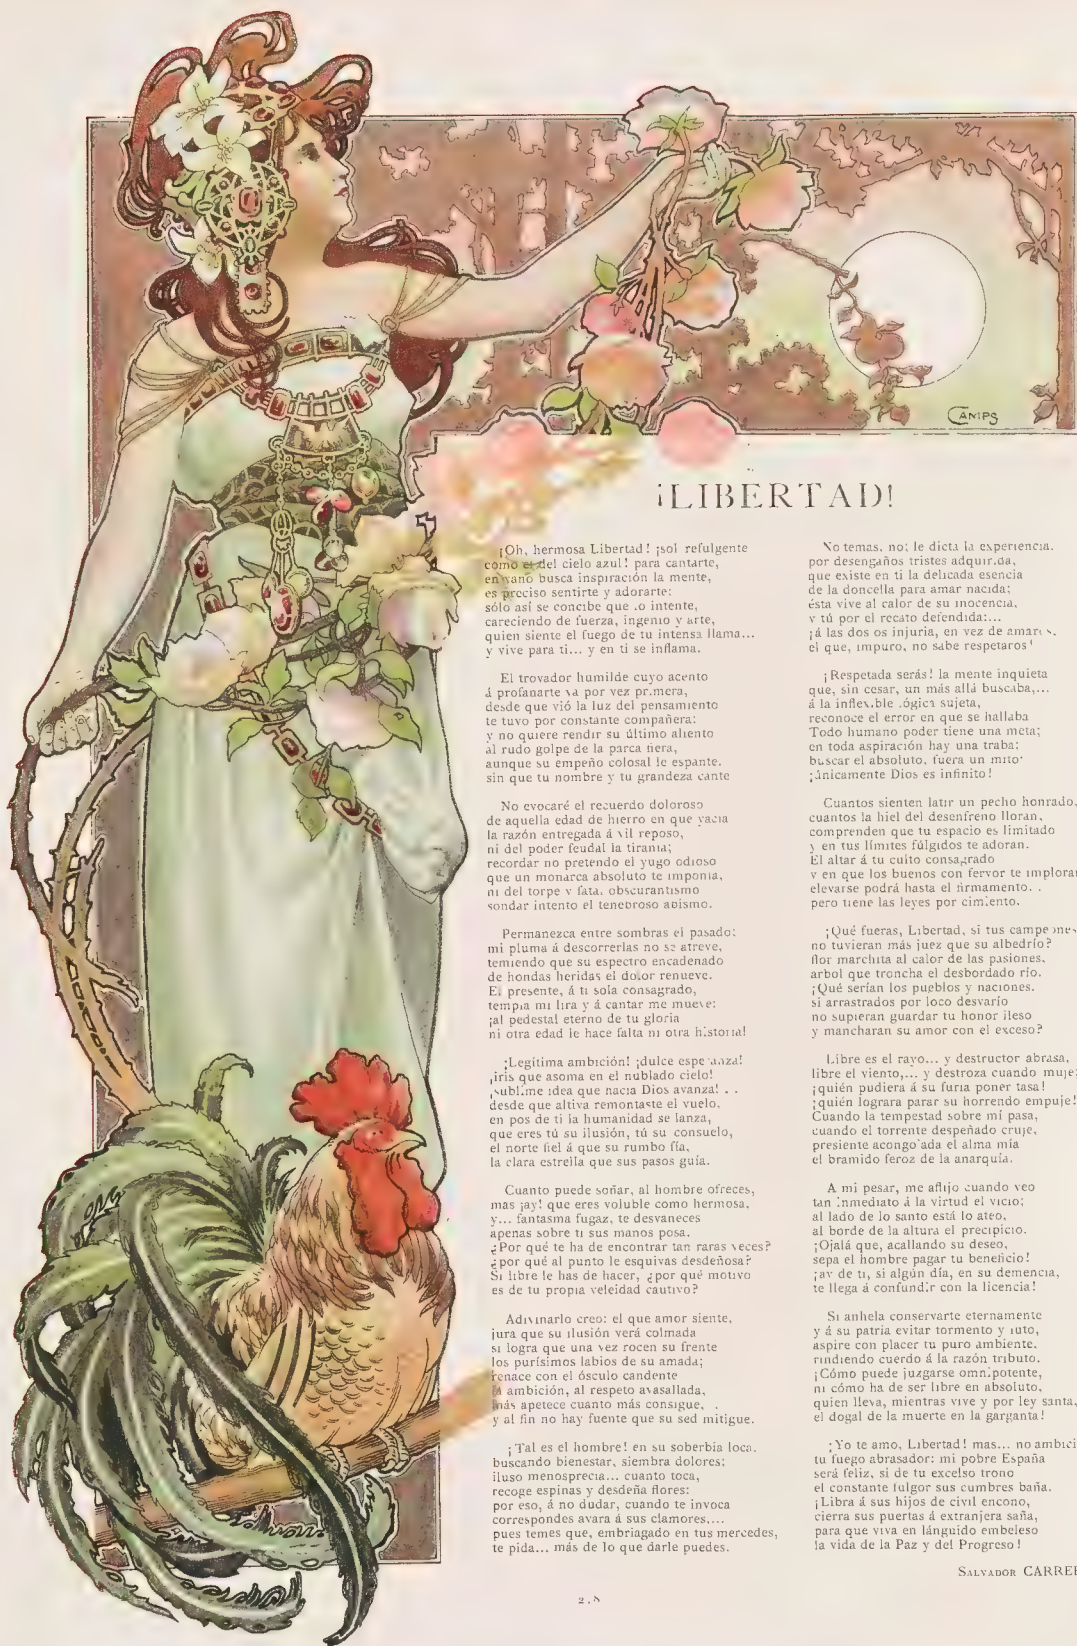 CAMPS
¡LIBERTAD!
¡Oh, hermosa Libertad! ¡sol refulgente
como el del cielo azul! para cantarte,
en vano busca inspiración la mente,
es preciso sentirte y adorarte:
sólo así se concibe que lo intente,
careciendo de fuerza, ingenio y arte,
quien siente el fuego de tu intensa llama...
y vive para ti... y en ti se inflama.
El trovador humilde cuyo acento
á profanarte va por vez primera,
desde que vió la luz del pensamiento
te tuvo por constante compañera;
y no quiere rendir su último aliento
al rudo golpe de la parca fiera,
aunque su empeño colosal le espante,
sin que tu nombre y tu grandeza cante
No evocaré el recuerdo doloroso
de aquella edad de hierro en que yacía
la razón entregada á vil reposo,
ni del poder feudal la tiranía;
recordar no pretendo el yugo odioso
que un monarca absoluto te imponía,
ni del torpe y fatal obscurantismo
sondar intento el tenebroso abismo.
Permanezca entre sombras el pasado;
mi pluma á descorrerlas no se atreve,
temiendo que su espectro encadenado
de hondas heridas el dolor renueve.
El presente, á ti sola consagrado,
templa mi lira y á cantar me mueve:
¡al pedestal eterno de tu gloria
ni otra edad le hace falta ni otra historia!
¡Legítima ambición! ¡dulce esperanza!
¡iris que asoma en el nublado cielo!
¡sublime idea que hacia Dios avanza! . .
desde que altiva remontaste el vuelo,
en pos de ti la humanidad se lanza,
que eres tú su ilusión, tú su consuelo,
el norte fiel á que su rumbo fía,
la clara estrella que sus pasos guía.
Cuanto puede soñar, al hombre ofreces,
mas ¡ay! que eres voluble como hermosa,
y... fantasma fugaz, te desvaneces
apenas sobre ti sus manos posa.
¿Por qué te ha de encontrar tan raras veces?
¿por qué al punto le esquivas desdeñosa?
Si libre le has de hacer, ¿por qué motivo
es de tu propia veleidad cautivo?
Adivinarlo creo: el que amor siente,
jura que su ilusión verá colmada
si logra que una vez rocen su frente
los purísimos labios de su amada;
renace con el ósculo candente
la ambición, al respeto avasallada,
más apetece cuanto más consigue, .
y al fin no hay fuente que su sed mitigue.
¡Tal es el hombre! en su soberbia loca,
buscando bienestar, siembra dolores;
iluso menosprecia... cuanto toca,
recoge espinas y desdeña flores:
por eso, á no dudar, cuando te invoca
correspondes avara á sus clamores,...
pues temes que, embriagado en tus mercedes,
te pida... más de lo que darle puedes.
No temas, no; le dicta la experiencia,
por desengaños tristes adquirida,
que existe en ti la delicada esencia
de la doncella para amar nacida;
ésta vive al calor de su inocencia,
y tú por el recato defendida:...
¡á las dos os injuria, en vez de amaros,
el que, impuro, no sabe respetaros!
¡Respetada serás! la mente inquieta
que, sin cesar, un más allá buscaba,...
á la inflexible lógica sujeta,
reconoce el error en que se hallaba
Todo humano poder tiene una meta;
en toda aspiración hay una traba;
buscar el absoluto, fuera un mito:
¡únicamente Dios es infinito!
Cuantos sienten latir un pecho honrado,
cuantos la hiel del desenfreno lloran,
comprenden que tu espacio es limitado
y en tus límites fúlgidos te adoran.
El altar á tu culto consagrado
y en que los buenos con fervor te imploran
elevarse podrá hasta el firmamento. .
pero tiene las leyes por cimiento.
¡Qué fueras, Libertad, si tus campeones
no tuvieran más juez que su albedrío?
flor marchita al calor de las pasiones,
arbol que troncha el desbordado río.
¡Qué serían los pueblos y naciones,
si arrastrados por loco desvarío
no supieran guardar tu honor ileso
y mancharan su amor con el exceso?
Libre es el rayo... y destructor abrasa,
libre el viento,... y destroza cuando muje;
¡quién pudiera á su furia poner tasa!
¡quién lograra parar su horrendo empuje!
Cuando la tempestad sobre mí pasa,
cuando el torrente despeñado cruje,
presiente acongojada el alma mía
el bramido feroz de la anarquía.
A mi pesar, me aflijo cuando veo
tan inmediato á la virtud el vicio;
al lado de lo santo está lo ateo,
al borde de la altura el precipicio.
¡Ojalá que, acallando su deseo,
sepa el hombre pagar tu beneficio!
¡ay de ti, si algún día, en su demencia,
te llega á confundir con la licencia!
Si anhela conservarte eternamente
y á su patria evitar tormento y luto,
aspire con placer tu puro ambiente,
rindiendo cuerdo á la razón tributo.
¡Cómo puede juzgarse omnipotente,
ni cómo ha de ser libre en absoluto,
quien lleva, mientras vive y por ley santa,
el dogal de la muerte en la garganta!
¡Yo te amo, Libertad! mas... no ambici
tu fuego abrasador: mi pobre España
será feliz, si de tu excelso trono
el constante fulgor sus cumbres baña.
¡Libra á sus hijos de civil encono,
cierra sus puertas á extranjera saña,
para que viva en lánguido embeleso
la vida de la Paz y del Progreso!
SALVADOR CARRE